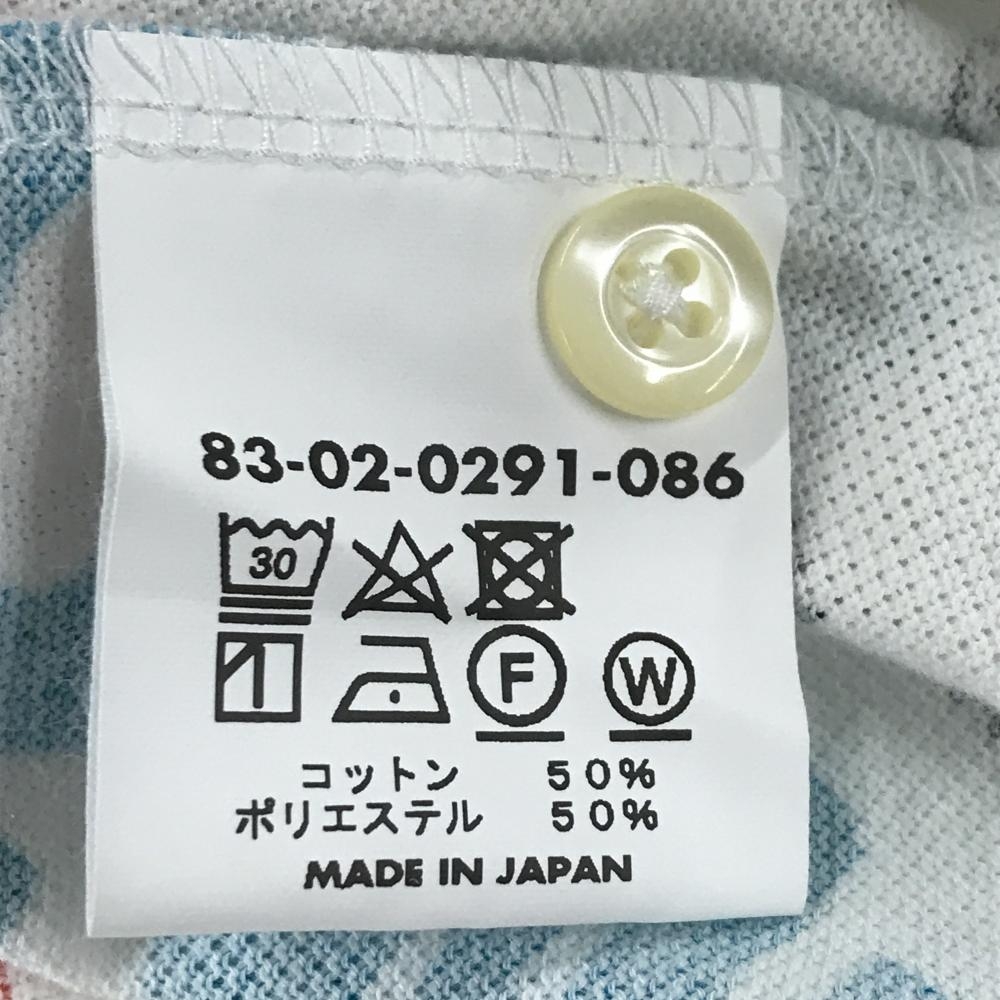 83-02-0291-086
30
F W
コットン 50%
ポリエステル 50%
MADE IN JAPAN